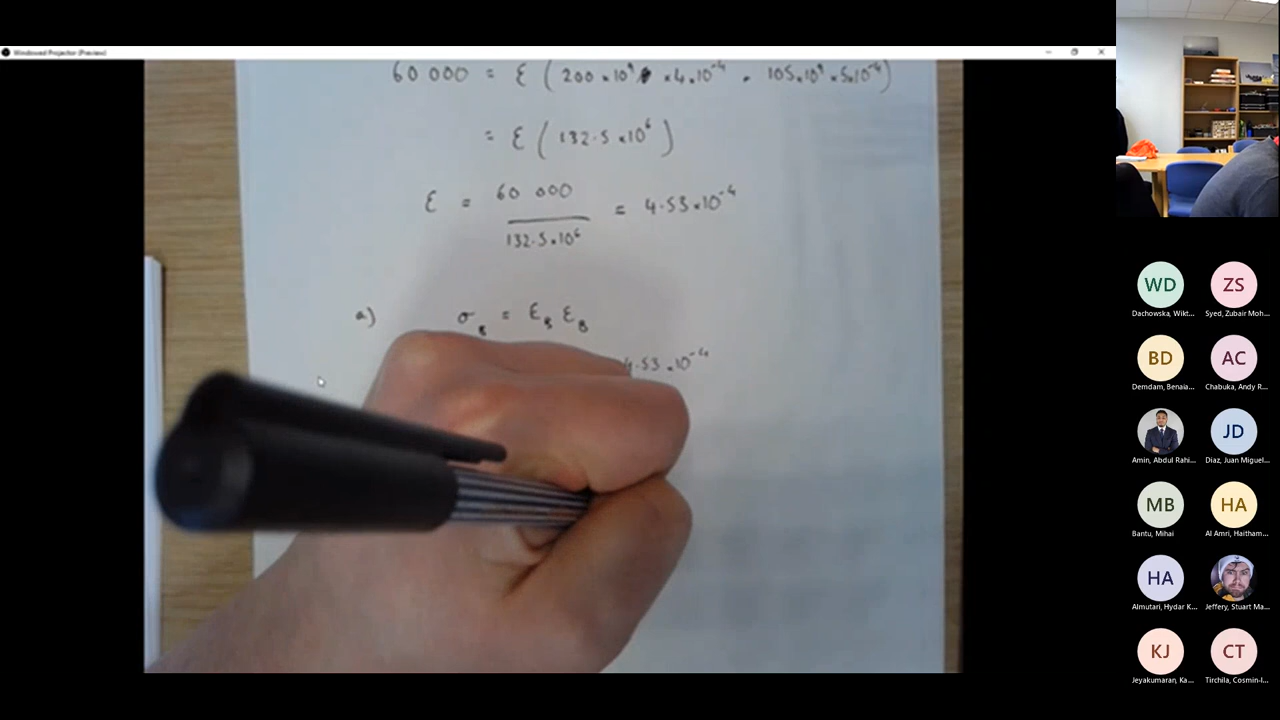 Windowed Projector (Preview)
60 000 = ε ( 200×10⁹ ×4×10⁻⁴ + 105×10⁹ ×5×10⁻⁴)
= ε ( 132.5 ×10⁶ )
ε = 60 000 / 132.5×10⁶ = 4.53×10⁻⁴
a) σ_B = E_B ε_B
4.53 ×10⁻⁴
WD
ZS
Dachowska, Wikt...
Syed, Zubair Moh...
BD
AC
Demdam, Benaia...
Chabuka, Andy R...
JD
Amin, Abdul Rahi...
Diaz, Juan Miguel...
MB
HA
Bantu, Mihai
Al Amri, Haitham...
HA
Almutari, Hydar K...
Jeffery, Stuart Ma...
KJ
CT
Jeyakumaran, Ka...
Tirchila, Cosmin-I...